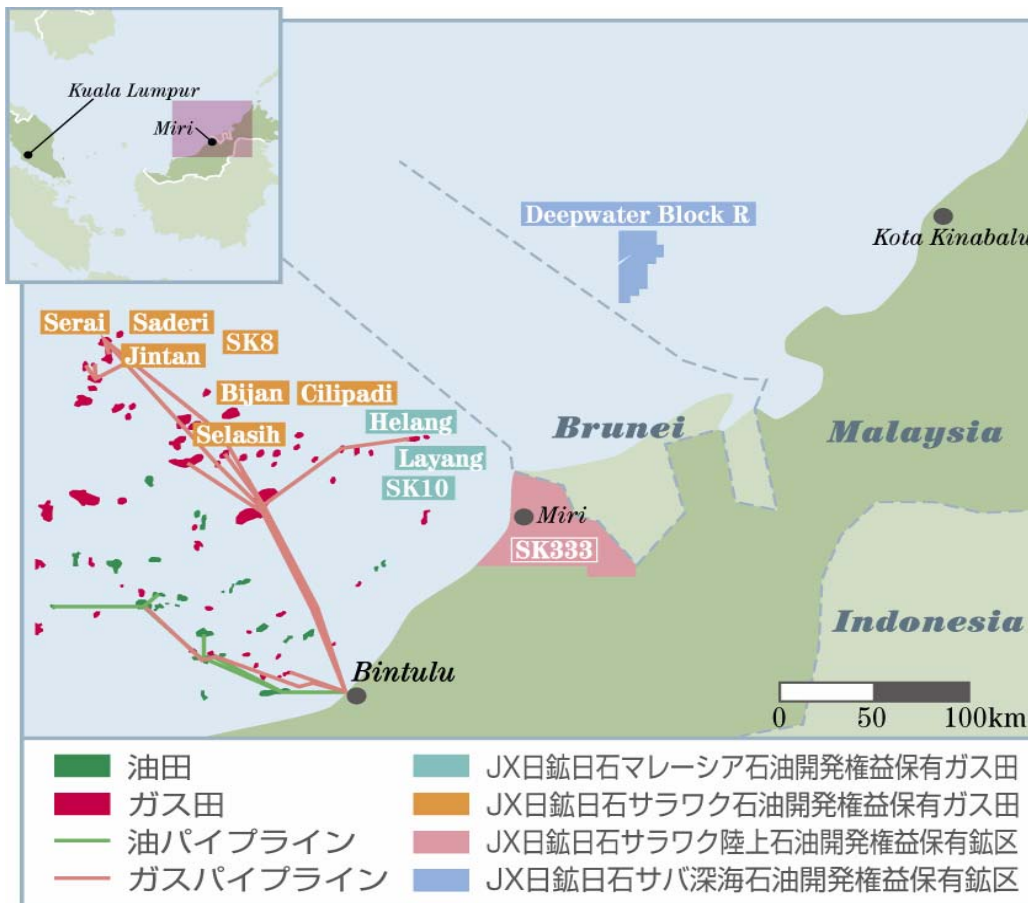 Kuala Lumpur
Miri
Deepwater Block R
Kota Kinabalu
Serai
Saderi
SK8
Jintan
Bijan
Cilipadi
Helang
Selasih
Layang
SK10
Brunei
Malaysia
Miri
SK333
Indonesia
Bintulu
0 50 100km
油田
ガス田
油パイプライン
ガスパイプライン
JX日鉱日石マレーシア石油開発権益保有ガス田
JX日鉱日石サラワク石油開発権益保有ガス田
JX日鉱日石サラワク陸上石油開発権益保有鉱区
JX日鉱日石サバ深海石油開発権益保有鉱区